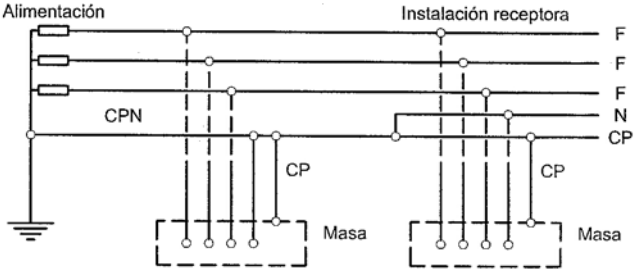 Alimentación
Instalación receptora
F
F
F
CPN
N
CP
CP
CP
Masa
Masa